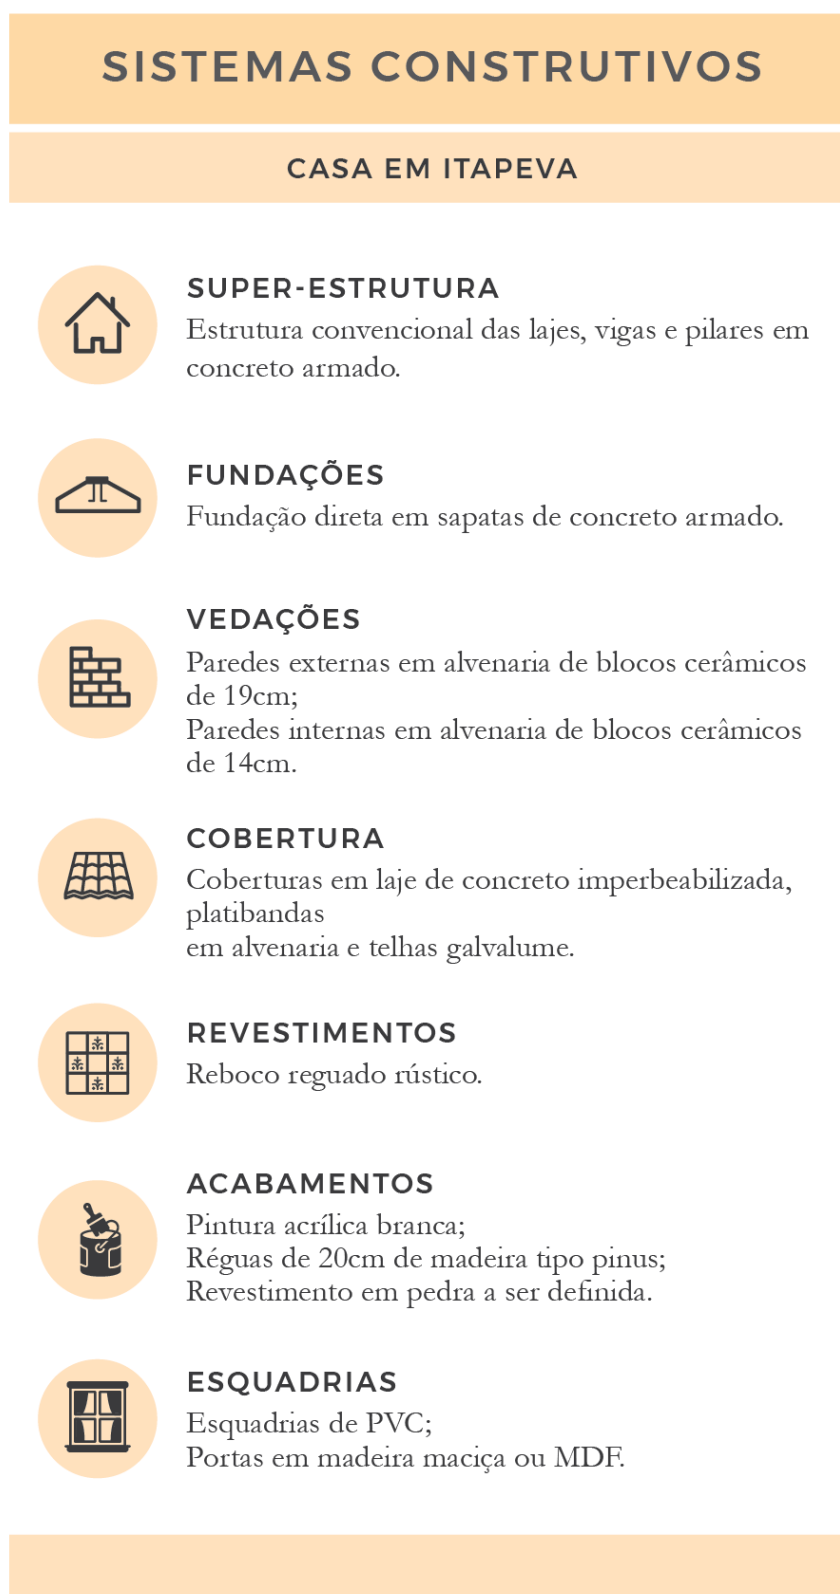 SISTEMAS CONSTRUTIVOS
CASA EM ITAPEVA
SUPER-ESTRUTURA
Estrutura convencional das lajes, vigas e pilares em
concreto armado.
FUNDAÇÕES
Fundação direta em sapatas de concreto armado.
VEDAÇÕES
Paredes externas em alvenaria de blocos cerâmicos
de 19cm;
Paredes internas em alvenaria de blocos cerâmicos
de 14cm.
COBERTURA
Coberturas em laje de concreto imperbeabilizada,
platibandas
em alvenaria e telhas galvalume.
REVESTIMENTOS
Reboco reguado rústico.
ACABAMENTOS
Pintura acrílica branca;
Réguas de 20cm de madeira tipo pinus;
Revestimento em pedra a ser definida.
ESQUADRIAS
Esquadrias de PVC;
Portas em madeira maciça ou MDF.